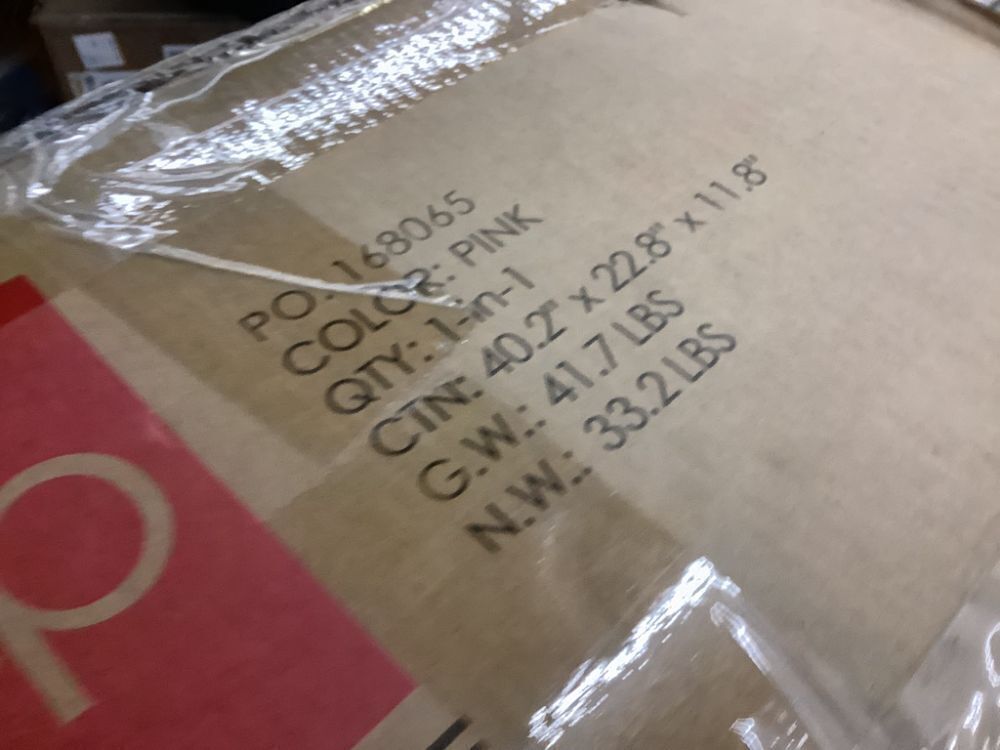 PO.: 168065
COLOR: PINK
QTY: 1-in-1
CTN: 40.2" x 22.8" x 11.8"
G.W.: 41.7 LBS
N.W.: 33.2 LBS